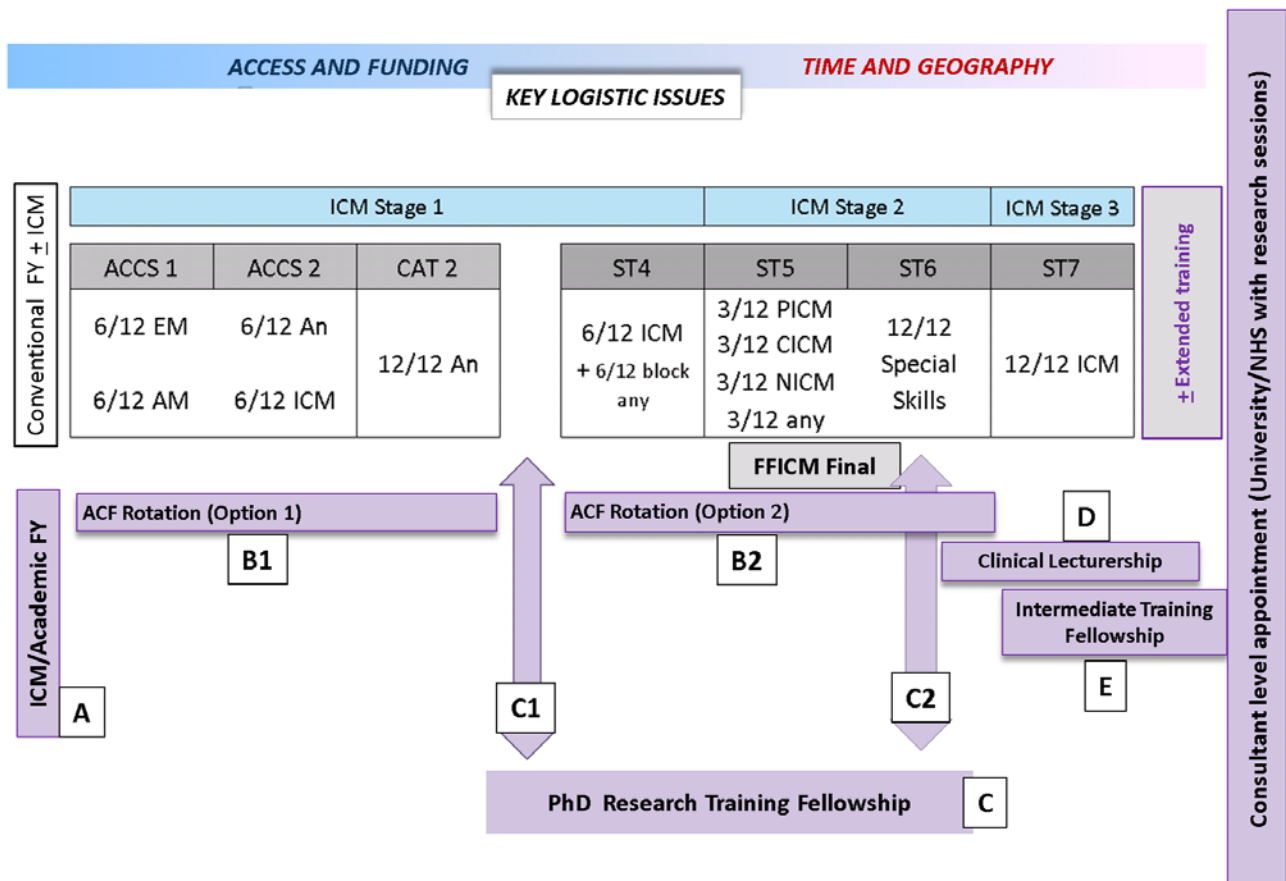 ACCESS AND FUNDING
TIME AND GEOGRAPHY
KEY LOGISTIC ISSUES
Conventional FY ± ICM
ICM Stage 1
ICM Stage 2
ICM Stage 3
ACCS 1
ACCS 2
CAT 2
ST4
ST5
ST6
ST7
6/12 EM
6/12 AM
6/12 An
6/12 ICM
12/12 An
6/12 ICM
+ 6/12 block
any
3/12 PICM
3/12 CICM
3/12 NICM
3/12 any
12/12
Special
Skills
12/12 ICM
± Extended training
Consultant level appointment (University/NHS with research sessions)
FFICM Final
ICM/Academic FY
A
ACF Rotation (Option 1)
B1
ACF Rotation (Option 2)
B2
C1
C2
D
Clinical Lecturership
Intermediate Training
Fellowship
E
PhD Research Training Fellowship
C